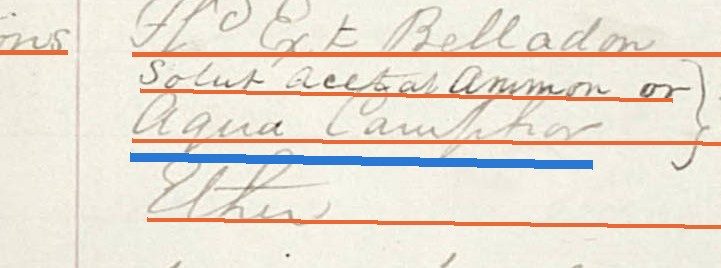 ons Fl^d Ext Belladon
Solut Acetat Ammon or
Aqua Camphor
Ether